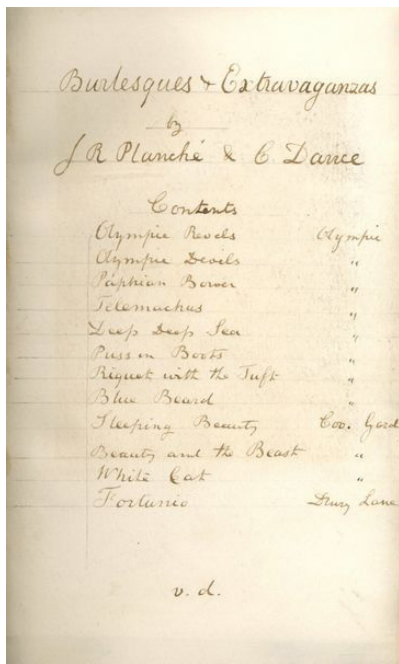 Burlesques & Extravaganzas
by
J R Planché & C Dance
Contents
Olympic Revels Olympic
Olympic Devils "
Paphian Bower "
Telemachus "
Deep Deep Sea "
Puss in Boots "
Riquet with the Tuft "
Blue Beard "
Sleeping Beauty Cov. Gard
Beauty and the Beast "
White Cat "
Fortunio Drury Lane
v. d.